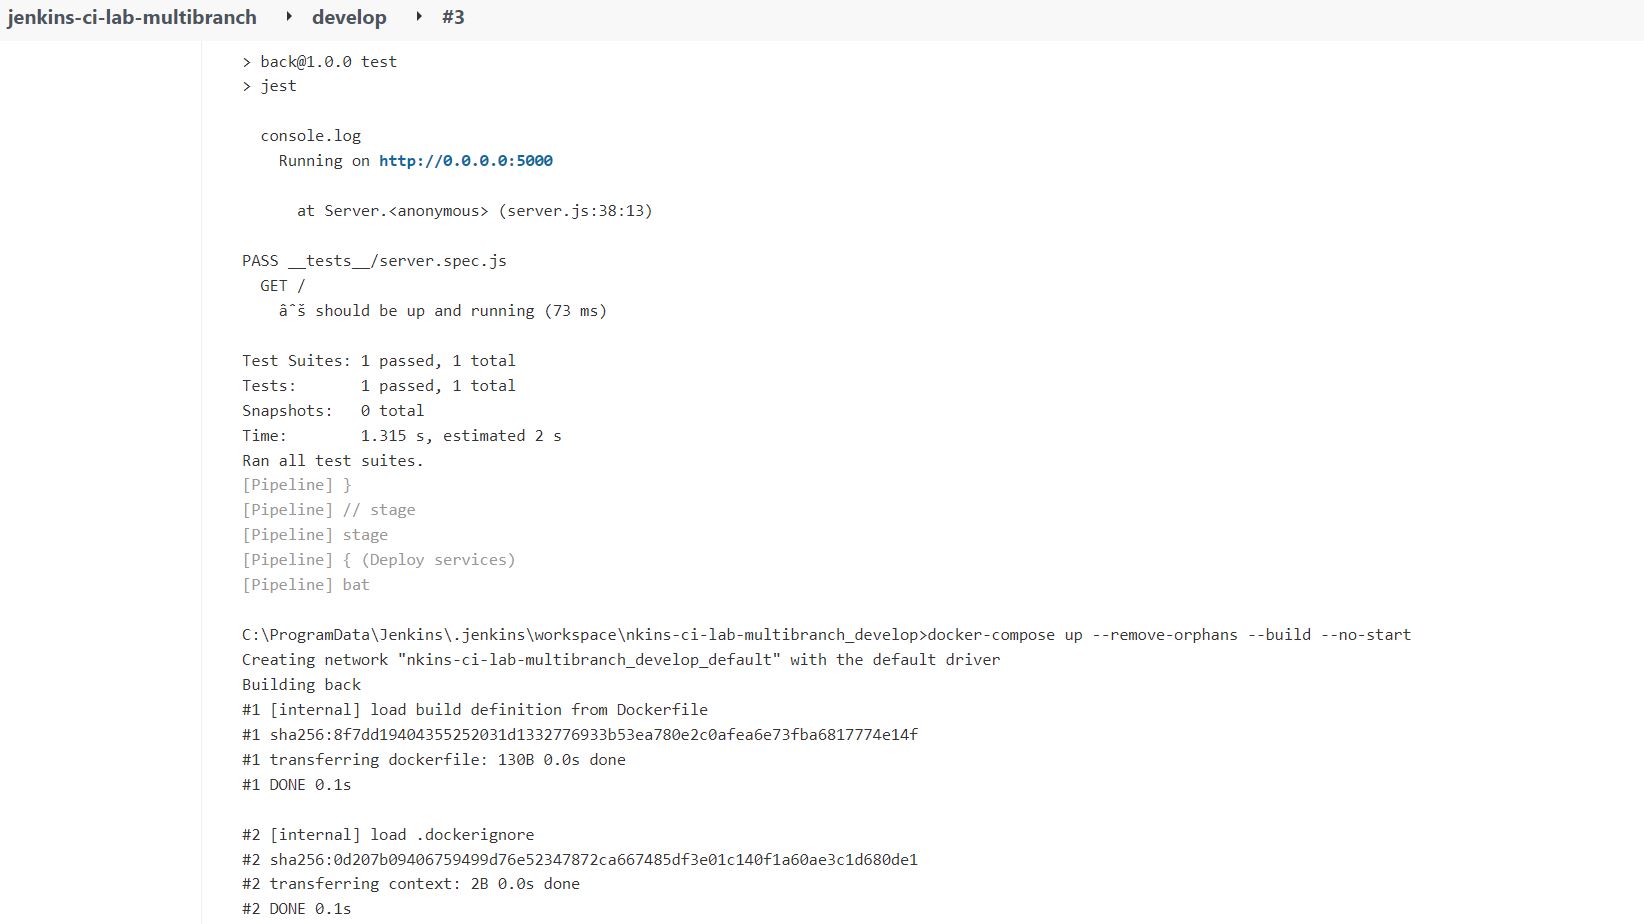 jenkins-ci-lab-multibranch ▸ develop ▸ #3
> back@1.0.0 test
> jest
console.log
Running on http://0.0.0.0:5000
at Server.<anonymous> (server.js:38:13)
PASS __tests__/server.spec.js
GET /
âˆš should be up and running (73 ms)
Test Suites: 1 passed, 1 total
Tests: 1 passed, 1 total
Snapshots: 0 total
Time: 1.315 s, estimated 2 s
Ran all test suites.
[Pipeline] }
[Pipeline] // stage
[Pipeline] stage
[Pipeline] { (Deploy services)
[Pipeline] bat
C:\ProgramData\Jenkins\.jenkins\workspace\nkins-ci-lab-multibranch_develop>docker-compose up --remove-orphans --build --no-start
Creating network "nkins-ci-lab-multibranch_develop_default" with the default driver
Building back
#1 [internal] load build definition from Dockerfile
#1 sha256:8f7dd19404355252031d1332776933b53ea780e2c0afea6e73fba6817774e14f
#1 transferring dockerfile: 130B 0.0s done
#1 DONE 0.1s
#2 [internal] load .dockerignore
#2 sha256:0d207b09406759499d76e52347872ca667485df3e01c140f1a60ae3c1d680de1
#2 transferring context: 2B 0.0s done
#2 DONE 0.1s